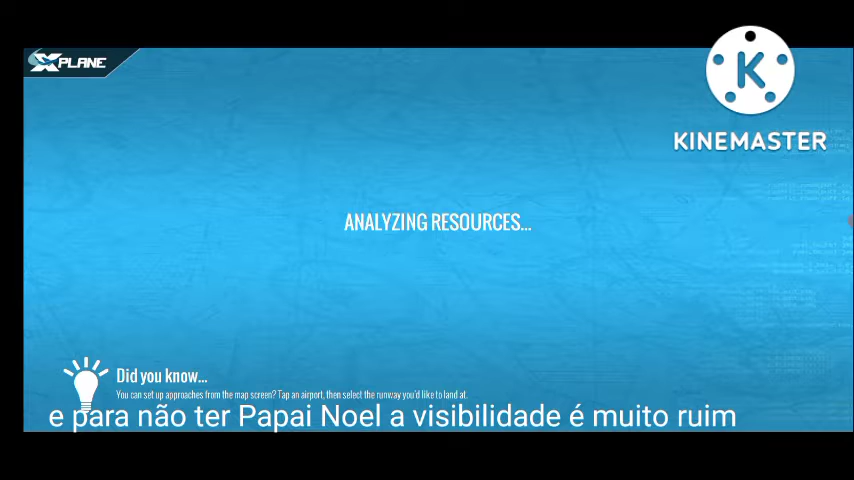 XPLANE
K
KINEMASTER
ANALYZING RESOURCES...
Did you know...
You can set up approaches from the map screen? Tap an airport, then select the runway you'd like to land at.
e para não ter Papai Noel a visibilidade é muito ruim